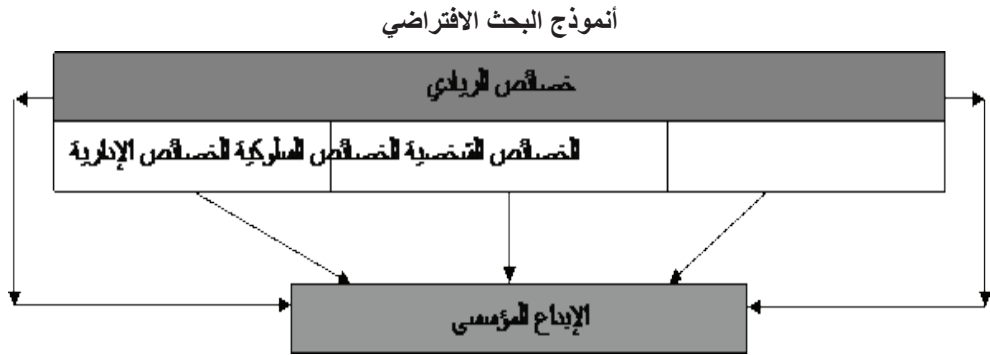 أنموذج البحث الافتراضي
خصائص الريادي
الخصائص الشخصية الخصائص السلوكية الخصائص الإدارية
الإبداع المؤسسي